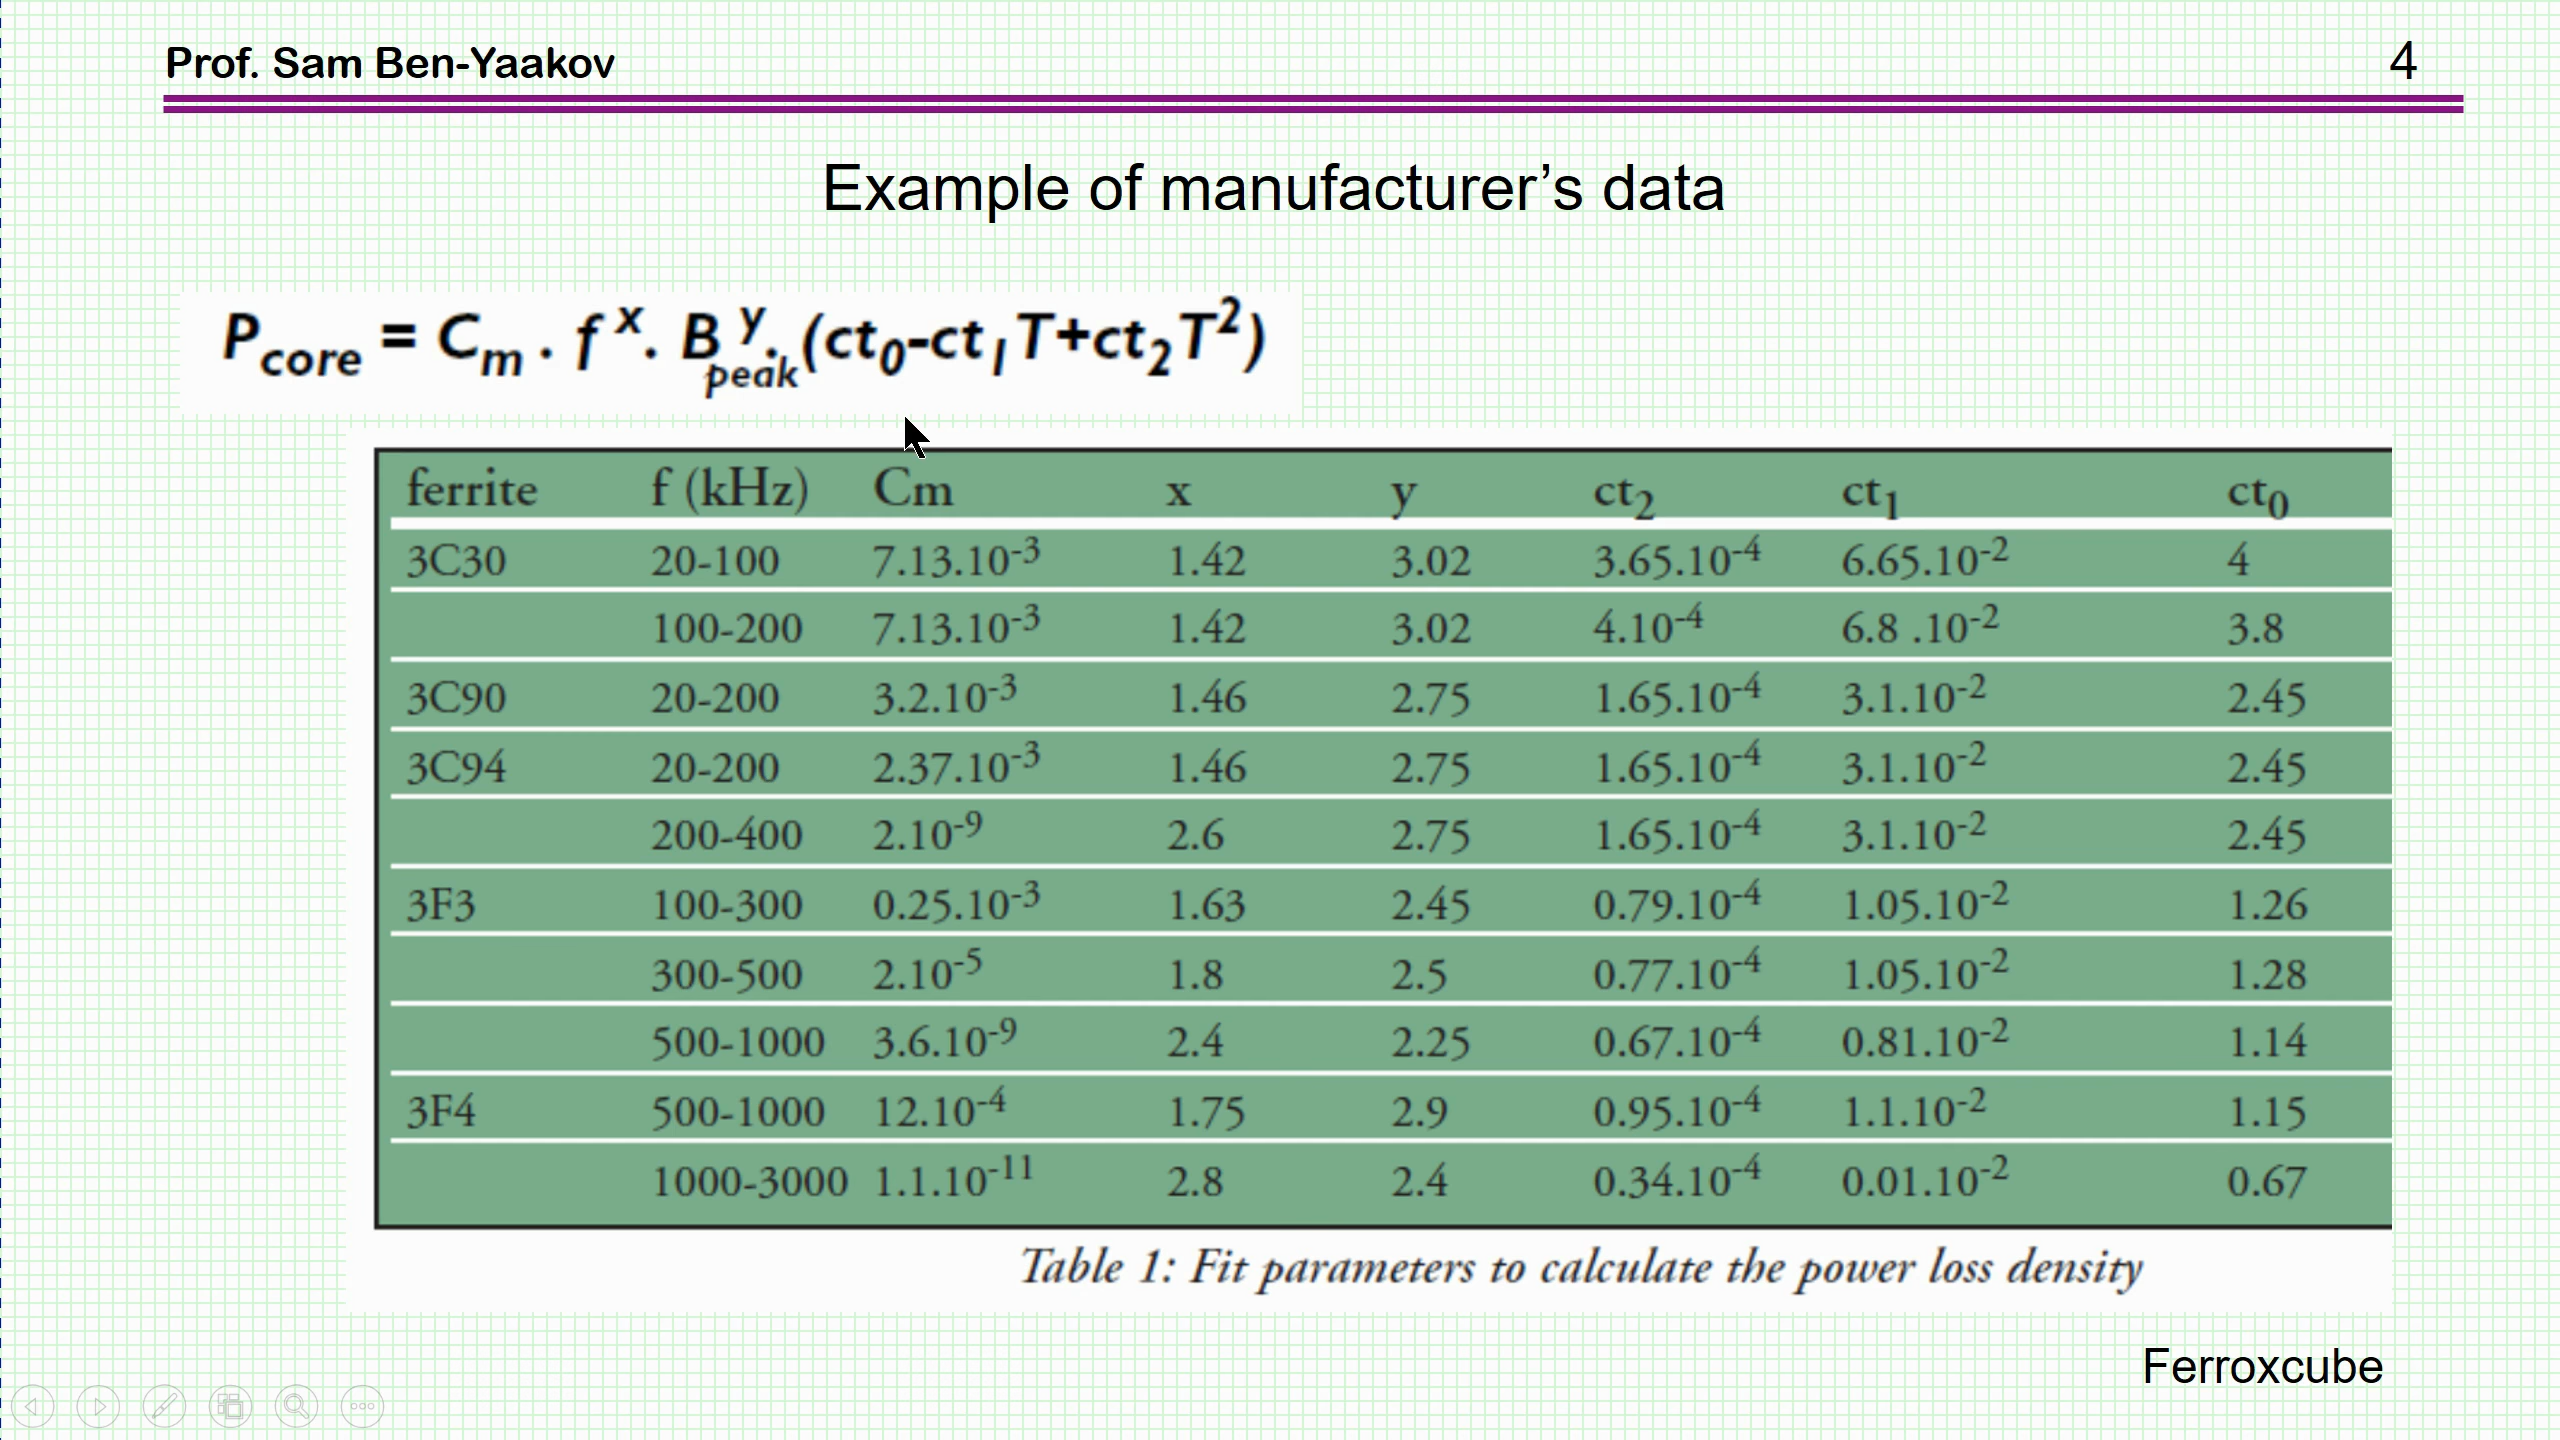 Prof. Sam Ben-Yaakov 4
Example of manufacturer’s data
P_core = C_m . f^x . B_peak^y . (ct_0-ct_1T+ct_2T^2)
ferrite f (kHz) Cm x y ct_2 ct_1 ct_0
3C30 20-100 7.13.10^-3 1.42 3.02 3.65.10^-4 6.65.10^-2 4
100-200 7.13.10^-3 1.42 3.02 4.10^-4 6.8 .10^-2 3.8
3C90 20-200 3.2.10^-3 1.46 2.75 1.65.10^-4 3.1.10^-2 2.45
3C94 20-200 2.37.10^-3 1.46 2.75 1.65.10^-4 3.1.10^-2 2.45
200-400 2.10^-9 2.6 2.75 1.65.10^-4 3.1.10^-2 2.45
3F3 100-300 0.25.10^-3 1.63 2.45 0.79.10^-4 1.05.10^-2 1.26
300-500 2.10^-5 1.8 2.5 0.77.10^-4 1.05.10^-2 1.28
500-1000 3.6.10^-9 2.4 2.25 0.67.10^-4 0.81.10^-2 1.14
3F4 500-1000 12.10^-4 1.75 2.9 0.95.10^-4 1.1.10^-2 1.15
1000-3000 1.1.10^-11 2.8 2.4 0.34.10^-4 0.01.10^-2 0.67
Table 1: Fit parameters to calculate the power loss density
Ferroxcube